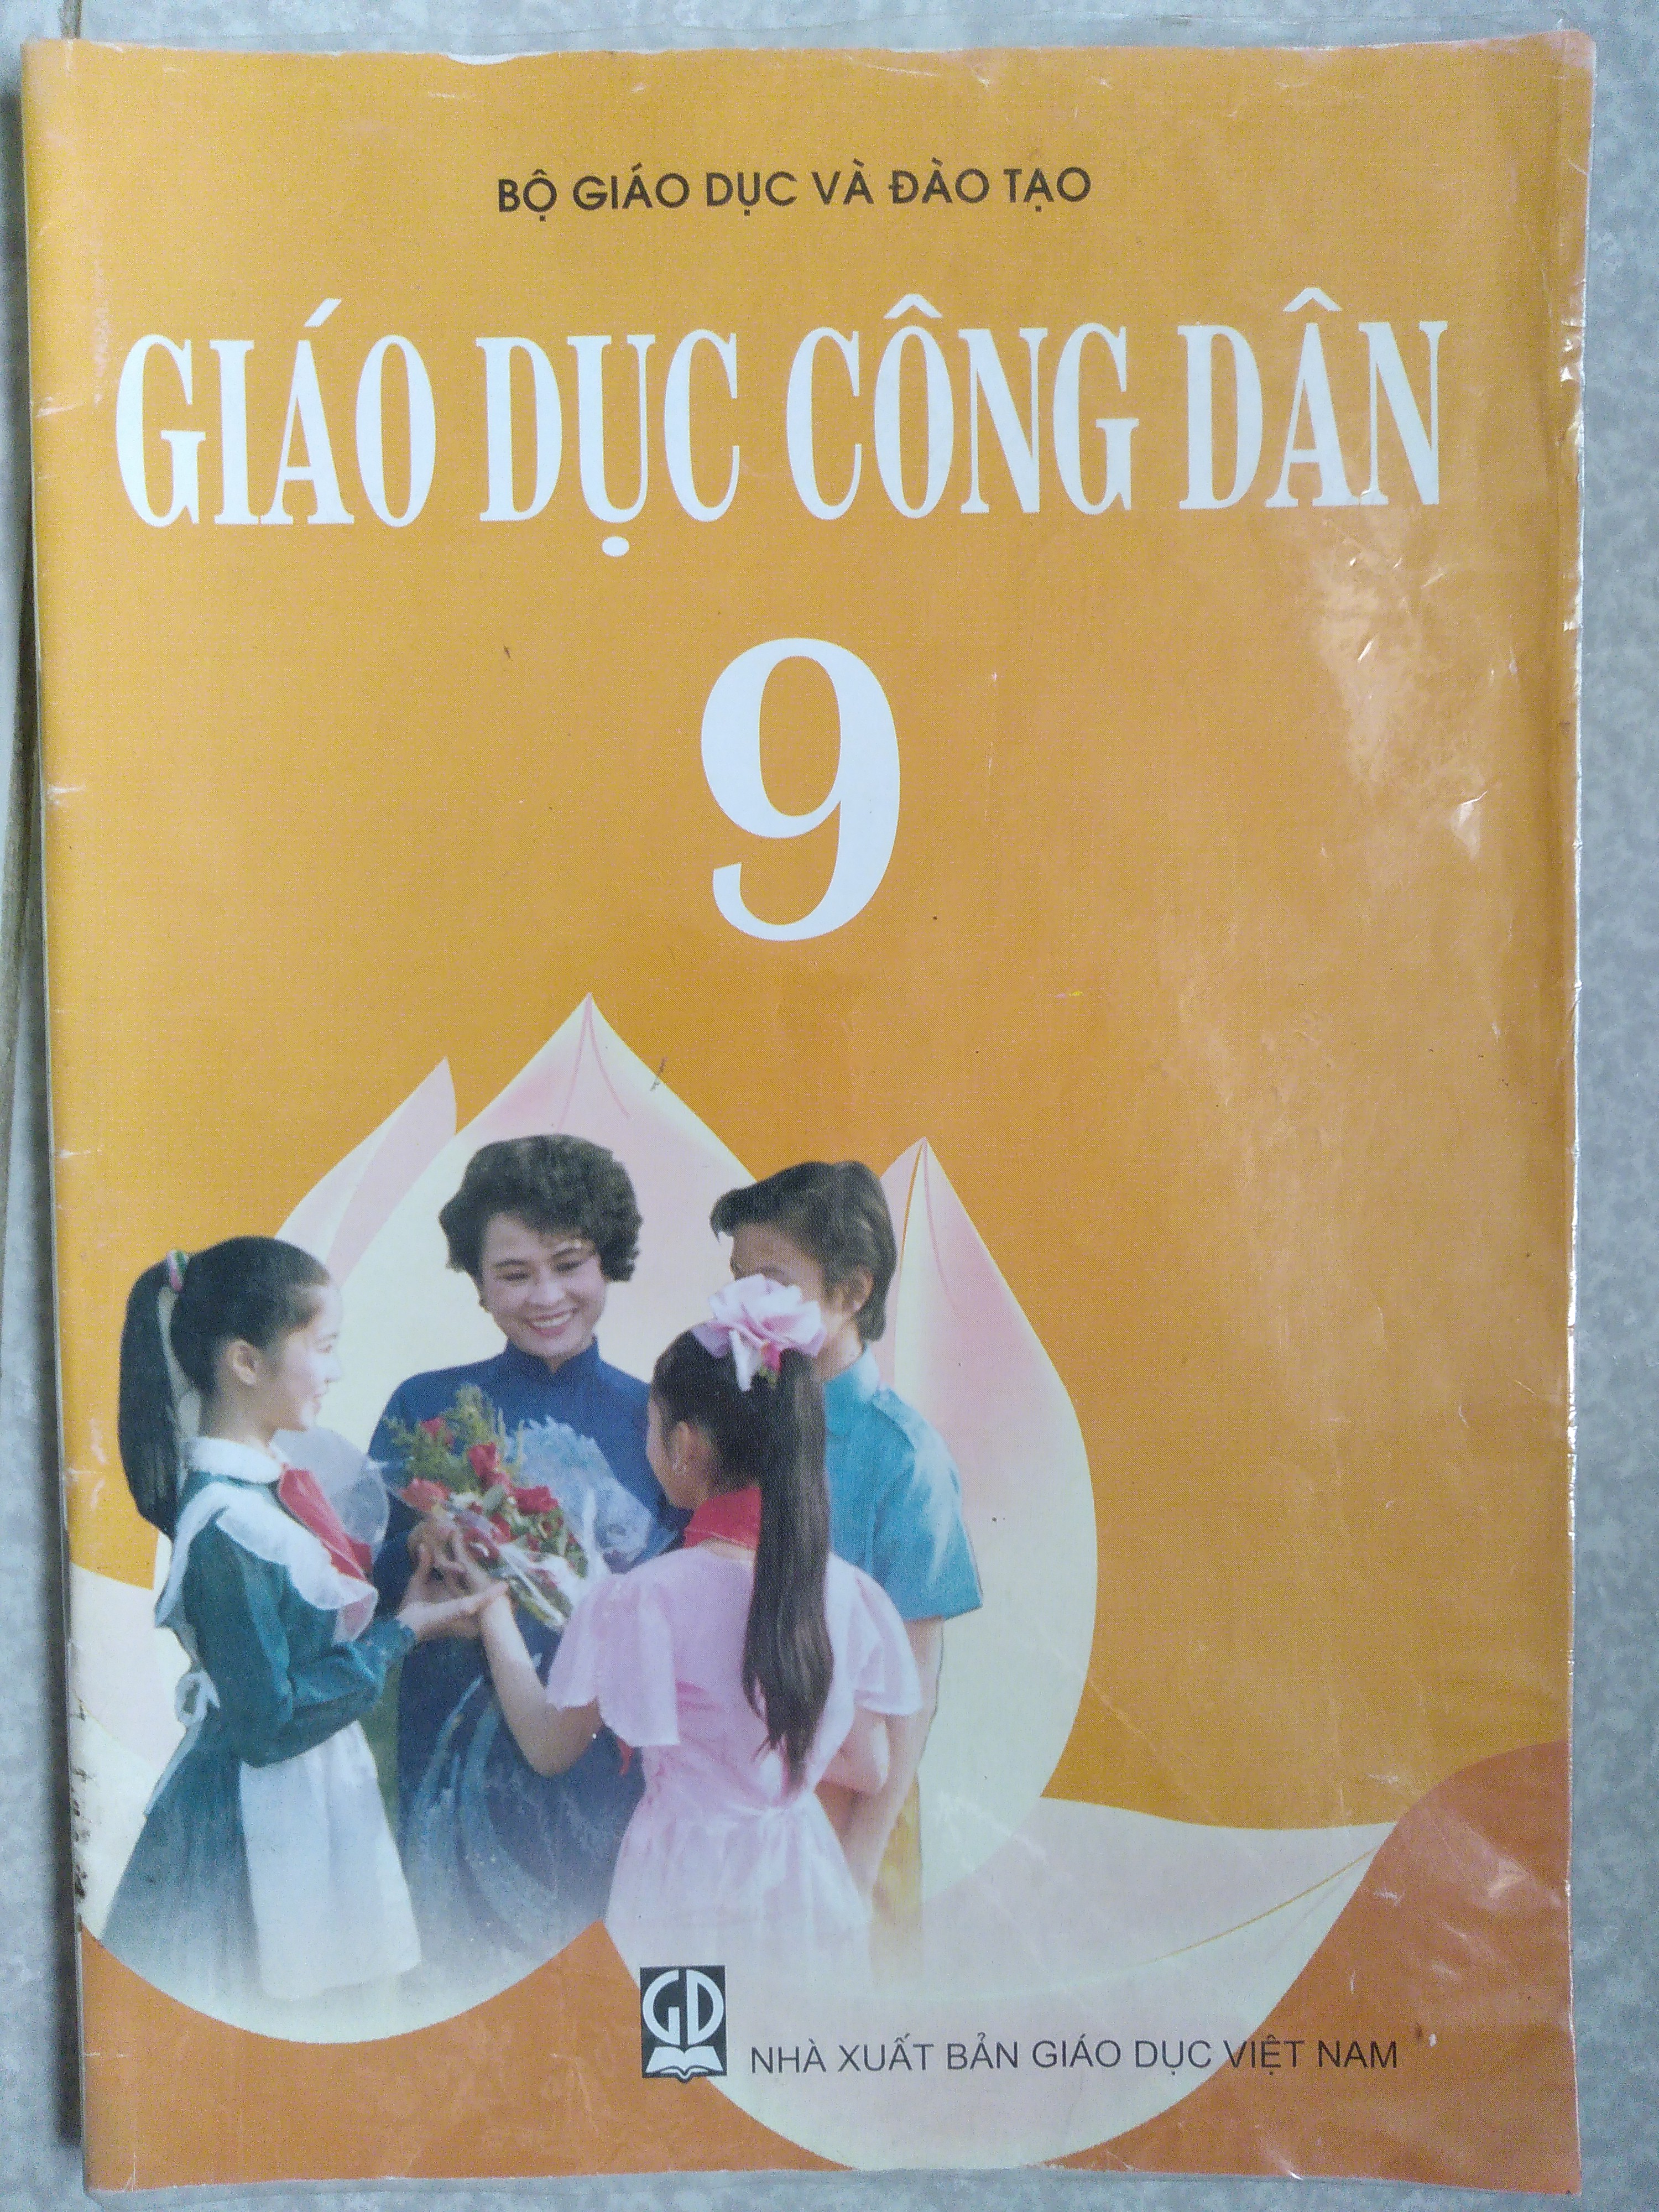 BỘ GIÁO DỤC VÀ ĐÀO TẠO
GIÁO DỤC CÔNG DÂN
9
GD
NHÀ XUẤT BẢN GIÁO DỤC VIỆT NAM